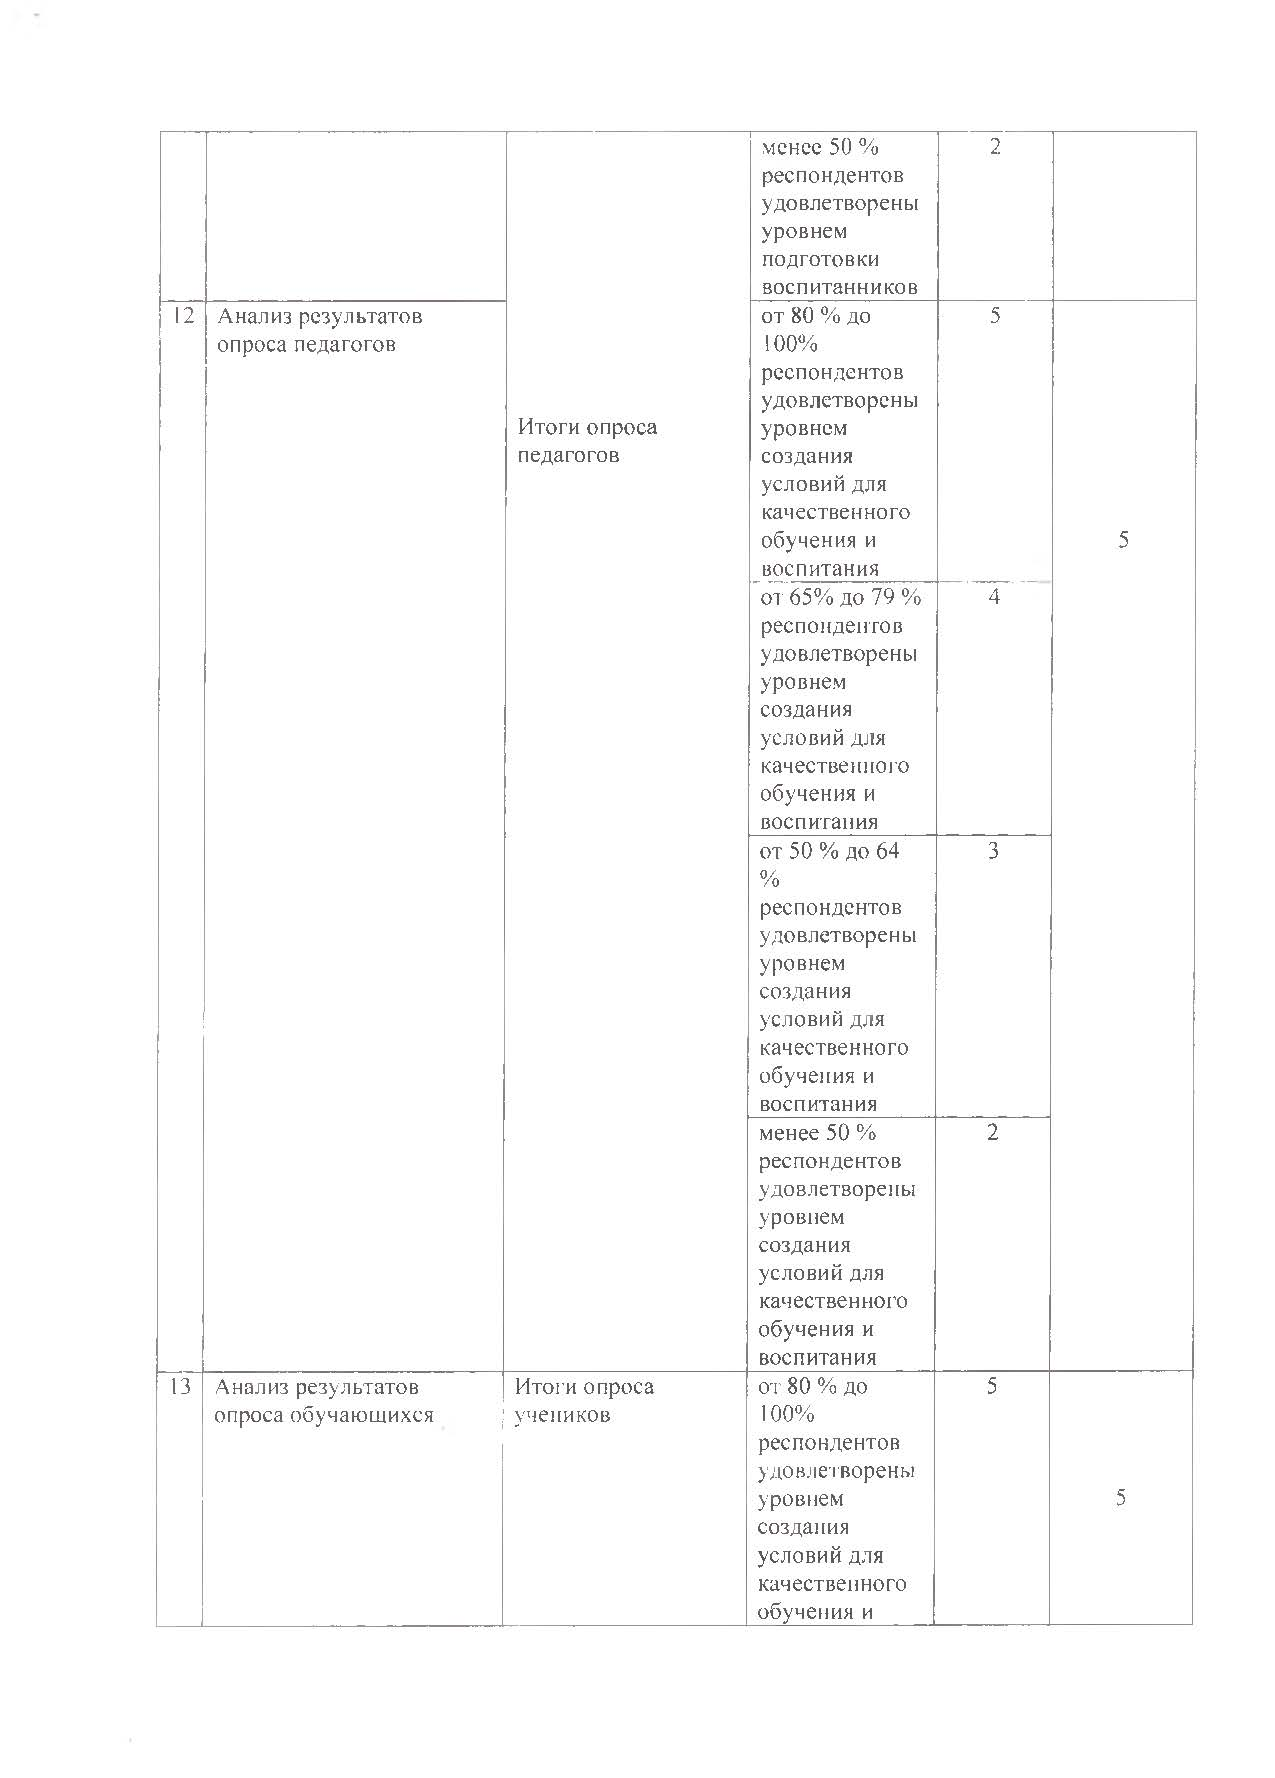 менее 50 %
2
респондентов
удовлетворены
уровнем
подготовки
воспитанников
12
Анализ результатов
опроса педагогов
Итоги опроса
педагогов
от 80 % до
100%
респондентов
удовлетворены
уровнем
создания
условий для
качественного
обучения и
воспитания
5
5
от 65% до 79 %
респондентов
удовлетворены
уровнем
создания
условий для
качественного
обучения и
воспитания
4
от 50 % до 64
%
респондентов
удовлетворены
уровнем
создания
условий для
качественного
обучения и
воспитания
3
менее 50 %
респондентов
удовлетворены
уровнем
создания
условий для
качественного
обучения и
воспитания
2
13
Анализ результатов
опроса обучающихся
Итоги опроса
учеников
от 80 % до
100%
респондентов
удовлетворены
уровнем
создания
условий для
качественного
обучения и
5
5